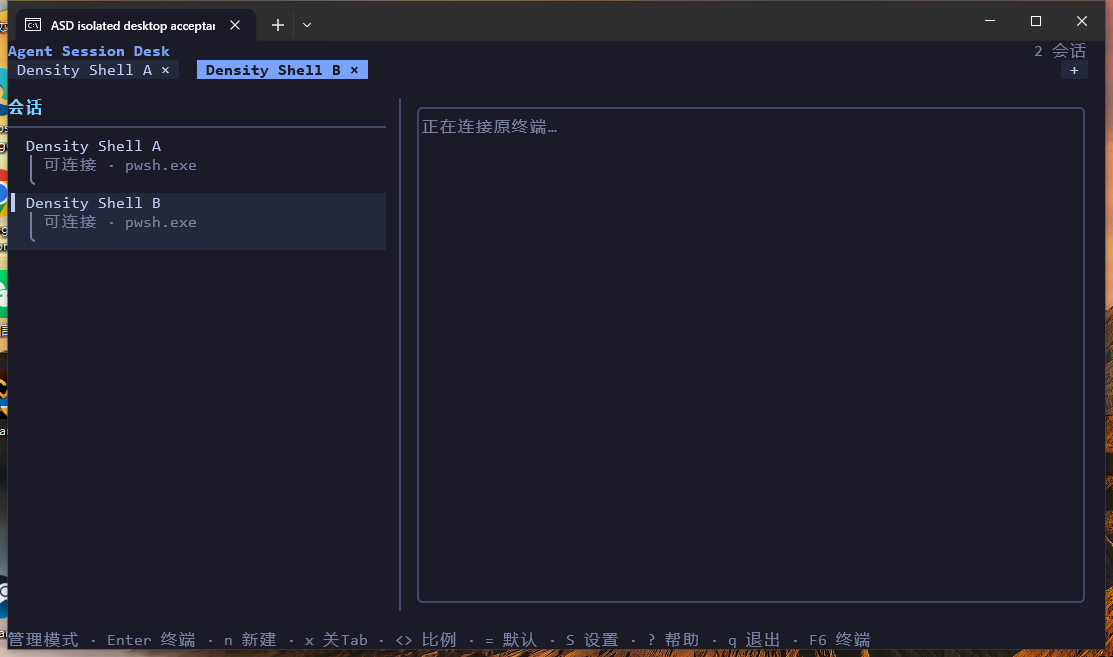 ASD isolated desktop acceptar
Agent Session Desk
2 会话
Density Shell A ×
Density Shell B ×
+
会话
正在连接原终端…
Density Shell A
可连接 · pwsh.exe
Density Shell B
可连接 · pwsh.exe
管理模式 · Enter 终端 · n 新建 · x 关Tab · <> 比例 · = 默认 · S 设置 · ? 帮助 · q 退出 · F6 终端